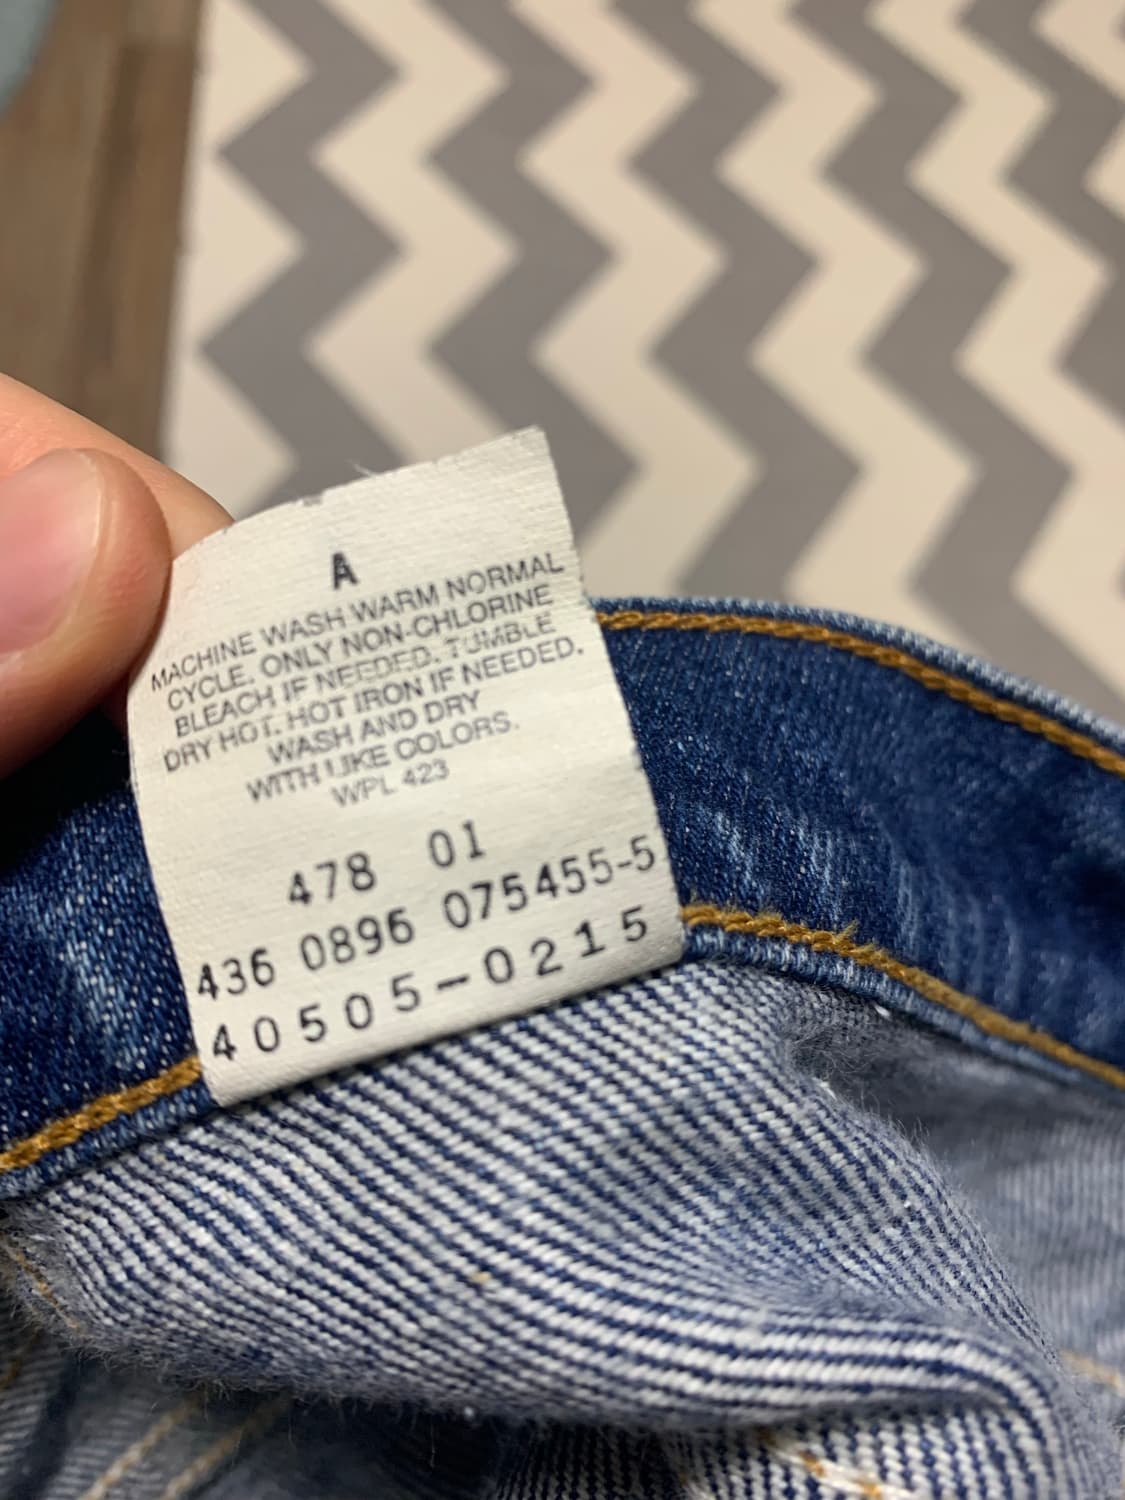 A
MACHINE WASH WARM NORMAL
CYCLE. ONLY NON-CHLORINE
BLEACH IF NEEDED. TUMBLE
DRY HOT. HOT IRON IF NEEDED.
WASH AND DRY
WITH LIKE COLORS.
WPL 423
478 01
436 0896 075455-5
40505-0215